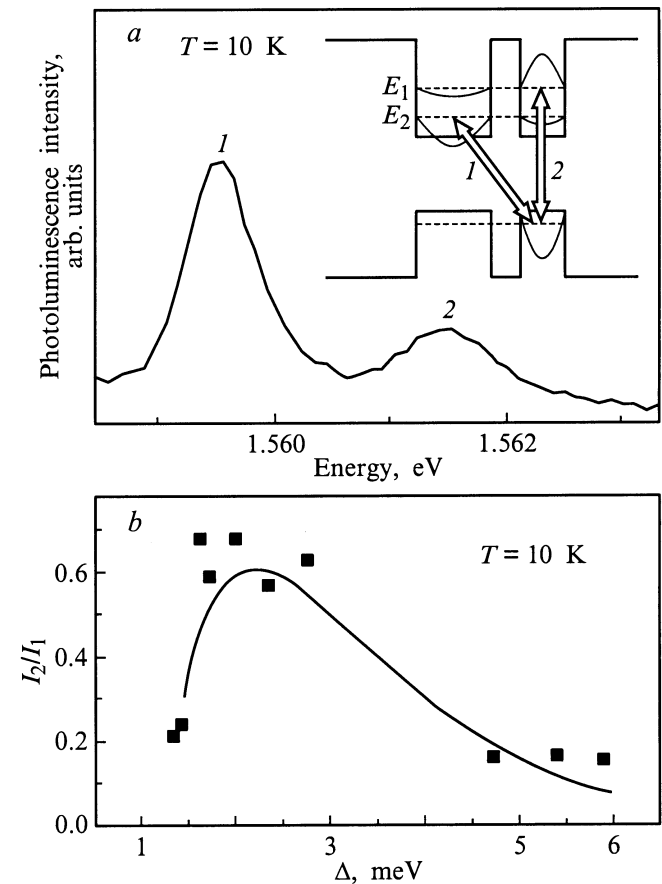 a
T = 10 K
Photoluminescence intensity,
arb. units
1
2
E₁
E₂
1
2
1.560
1.562
Energy, eV
b
T = 10 K
I₂/I₁
0.6
0.4
0.2
0.0
1
3
5
6
Δ, meV